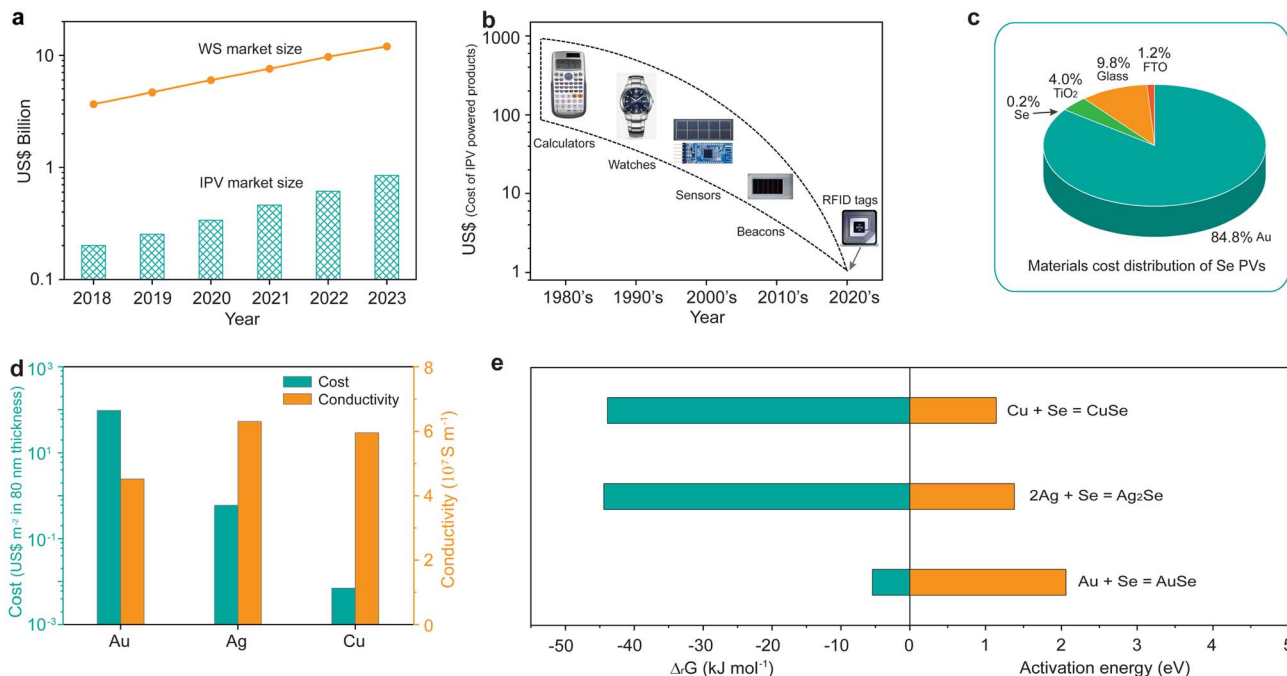 a
WS market size
IPV market size
US$ Billion
10
1
0.1
2018 2019 2020 2021 2022 2023
Year
b
US$ (Cost of IPV powered products)
1000
100
10
1
Calculators
Watches
Sensors
Beacons
RFID tags
1980's 1990's 2000's 2010's 2020's
Year
c
0.2%
Se
4.0%
TiO₂
9.8%
Glass
1.2%
FTO
84.8% Au
Materials cost distribution of Se PVs
d
Cost (US$ m⁻² in 80 nm thickness)
10³
10¹
10⁻¹
10⁻³
Cost
Conductivity
8
6
4
2
0
Conductivity (10⁷ S m⁻¹)
Au Ag Cu
e
Cu + Se = CuSe
2Ag + Se = Ag₂Se
Au + Se = AuSe
-50 -40 -30 -20 -10 0 1 2 3 4 5
ΔᵣG (kJ mol⁻¹) Activation energy (eV)